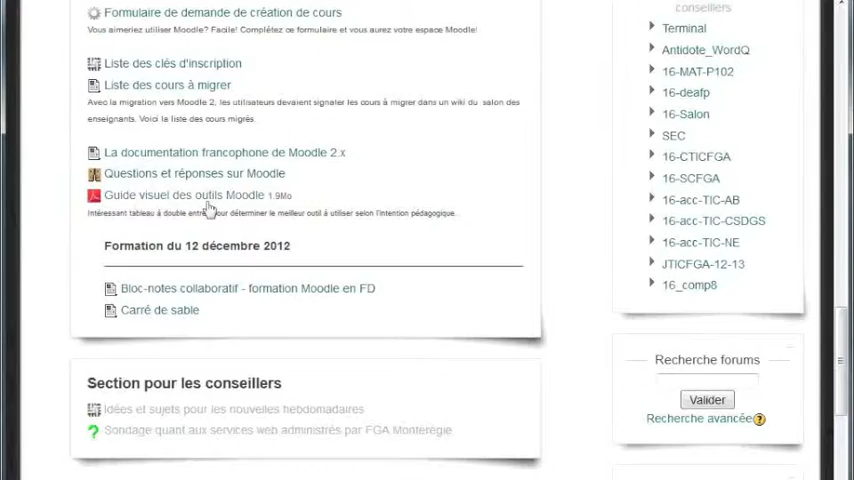 Formulaire de demande de création de cours
Vous aimeriez utiliser Moodle? Facile! Complétez ce formulaire et vous aurez votre espace Moodle!
Liste des clés d'inscription
Liste des cours à migrer
Avec la migration vers Moodle 2, les utilisateurs devaient signaler les cours à migrer dans un wiki du salon des
enseignants. Voici la liste des cours migrés.
La documentation francophone de Moodle 2.x
Questions et réponses sur Moodle
Guide visuel des outils Moodle 1.9Mo
Intéressant tableau à double pour déterminer le meilleur outil à utiliser selon l'intention pédagogique.
Formation du 12 décembre 2012
Bloc-notes collaboratif - formation Moodle en FD
Carré de sable
Section pour les conseillers
Idées et sujets pour les nouvelles hebdomadaires
Sondage quant aux services web administrés par FGA Montérégie
conseillers
Terminal
Antidote_WordQ
16-MAT-P102
16-deafp
16-Salon
SEC
16-CTICFGA
16-SCFGA
16-acc-TIC-AB
16-acc-TIC-CSDGS
16-acc-TIC-NE
JTICFGA-12-13
16_comp8
Recherche forums
Valider
Recherche avancée